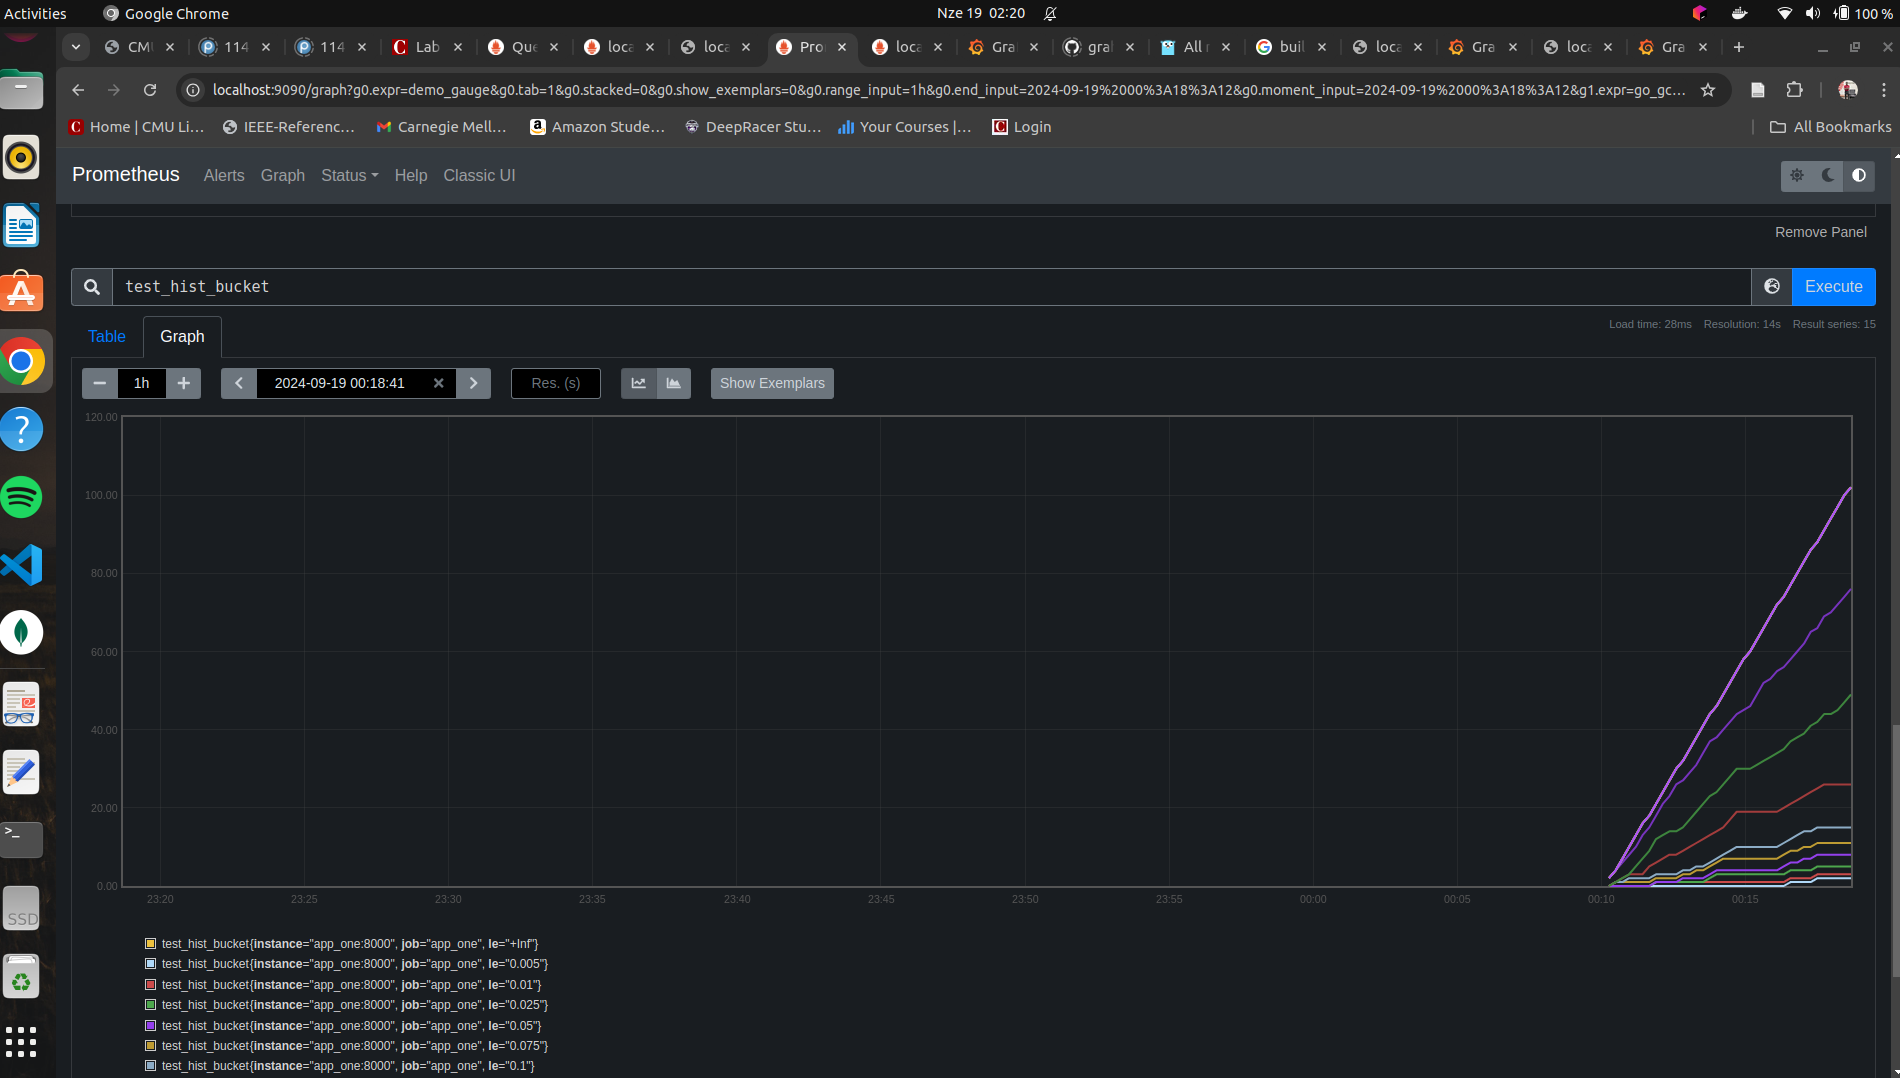 Activities Google Chrome Nze 19 02:20 100 %
CMU 114 114 Lab Que loca loca Pro loca Gra gral All r buil loca Gra loca Gra
localhost:9090/graph?g0.expr=demo_gauge&g0.tab=1&g0.stacked=0&g0.show_exemplars=0&g0.range_input=1h&g0.end_input=2024-09-19%2000%3A18%3A12&g0.moment_input=2024-09-19%2000%3A18%3A12&g1.expr=go_gc...
Home | CMU Li... IEEE-Referenc... Carnegie Mell... Amazon Stude... DeepRacer Stu... Your Courses |... Login All Bookmarks
Prometheus Alerts Graph Status Help Classic UI
Remove Panel
test_hist_bucket Execute
Table Graph Load time: 28ms Resolution: 14s Result series: 15
1h 2024-09-19 00:18:41 Res. (s) Show Exemplars
120.00
100.00
80.00
60.00
40.00
20.00
0.00
23:20 23:25 23:30 23:35 23:40 23:45 23:50 23:55 00:00 00:05 00:10 00:15
test_hist_bucket{instance="app_one:8000", job="app_one", le="+Inf"}
test_hist_bucket{instance="app_one:8000", job="app_one", le="0.005"}
test_hist_bucket{instance="app_one:8000", job="app_one", le="0.01"}
test_hist_bucket{instance="app_one:8000", job="app_one", le="0.025"}
test_hist_bucket{instance="app_one:8000", job="app_one", le="0.05"}
test_hist_bucket{instance="app_one:8000", job="app_one", le="0.075"}
test_hist_bucket{instance="app_one:8000", job="app_one", le="0.1"}
SSD